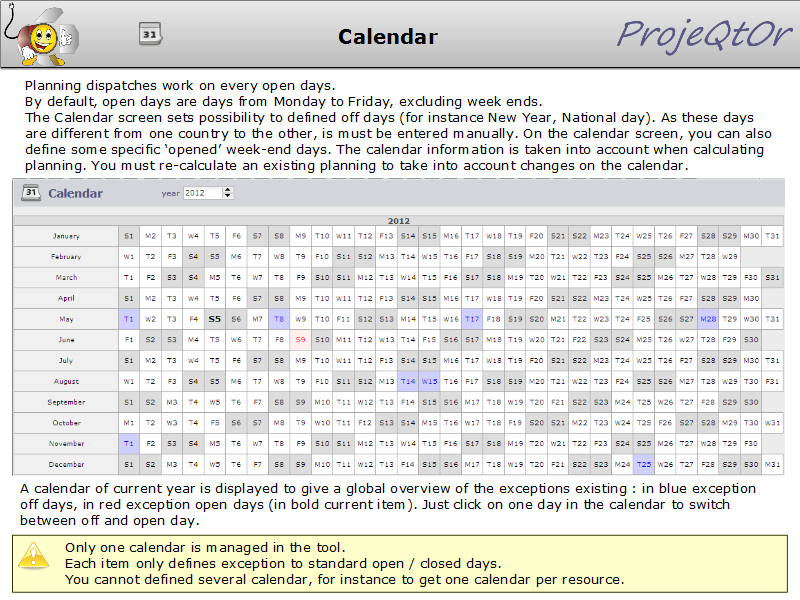 31
Calendar
ProjeQtOr
Planning dispatches work on every open days.
By default, open days are days from Monday to Friday, excluding week ends.
The Calendar screen sets possibility to defined off days (for instance New Year, National day). As these days
are different from one country to the other, is must be entered manually. On the calendar screen, you can also
define some specific ‘opened’ week-end days. The calendar information is taken into account when calculating
planning. You must re-calculate an existing planning to take into account changes on the calendar.
31 Calendar year 2012
2012
January S1 M2 T3 W4 T5 F6 S7 S8 M9 T10 W11 T12 F13 S14 S15 M16 T17 W18 T19 F20 S21 S22 M23 T24 W25 T26 F27 S28 S29 M30 T31
February W1 T2 F3 S4 S5 M6 T7 W8 T9 F10 S11 S12 M13 T14 W15 T16 F17 S18 S19 M20 T21 W22 T23 F24 S25 S26 M27 T28 W29
March T1 F2 S3 S4 M5 T6 W7 T8 F9 S10 S11 M12 T13 W14 T15 F16 S17 S18 M19 T20 W21 T22 F23 S24 S25 M26 T27 W28 T29 F30 S31
April S1 M2 T3 W4 T5 F6 S7 S8 M9 T10 W11 T12 F13 S14 S15 M16 T17 W18 T19 F20 S21 S22 M23 T24 W25 T26 F27 S28 S29 M30
May T1 W2 T3 F4 S5 S6 M7 T8 W9 T10 F11 S12 S13 M14 T15 W16 T17 F18 S19 S20 M21 T22 W23 T24 F25 S26 S27 M28 T29 W30 T31
June F1 S2 S3 M4 T5 W6 T7 F8 S9 S10 M11 T12 W13 T14 F15 S16 S17 M18 T19 W20 T21 F22 S23 S24 M25 T26 W27 T28 F29 S30
July S1 M2 T3 W4 T5 F6 S7 S8 M9 T10 W11 T12 F13 S14 S15 M16 T17 W18 T19 F20 S21 S22 M23 T24 W25 T26 F27 S28 S29 M30 T31
August W1 T2 F3 S4 S5 M6 T7 W8 T9 F10 S11 S12 M13 T14 W15 T16 F17 S18 S19 M20 T21 W22 T23 F24 S25 S26 M27 T28 W29 T30 F31
September S1 S2 M3 T4 W5 T6 F7 S8 S9 M10 T11 W12 T13 F14 S15 S16 M17 T18 W19 T20 F21 S22 S23 M24 T25 W26 T27 F28 S29 S30
October M1 T2 W3 T4 F5 S6 S7 M8 T9 W10 T11 F12 S13 S14 M15 T16 W17 T18 F19 S20 S21 M22 T23 W24 T25 F26 S27 S28 M29 T30 W31
November T1 F2 S3 S4 M5 T6 W7 T8 F9 S10 S11 M12 T13 W14 T15 F16 S17 S18 M19 T20 W21 T22 F23 S24 S25 M26 T27 W28 T29 F30
December S1 S2 M3 T4 W5 T6 F7 S8 S9 M10 T11 W12 T13 F14 S15 S16 M17 T18 W19 T20 F21 S22 S23 M24 T25 W26 T27 F28 S29 S30 M31
A calendar of current year is displayed to give a global overview of the exceptions existing : in blue exception
off days, in red exception open days (in bold current item). Just click on one day in the calendar to switch
between off and open day.
Only one calendar is managed in the tool.
Each item only defines exception to standard open / closed days.
You cannot defined several calendar, for instance to get one calendar per resource.